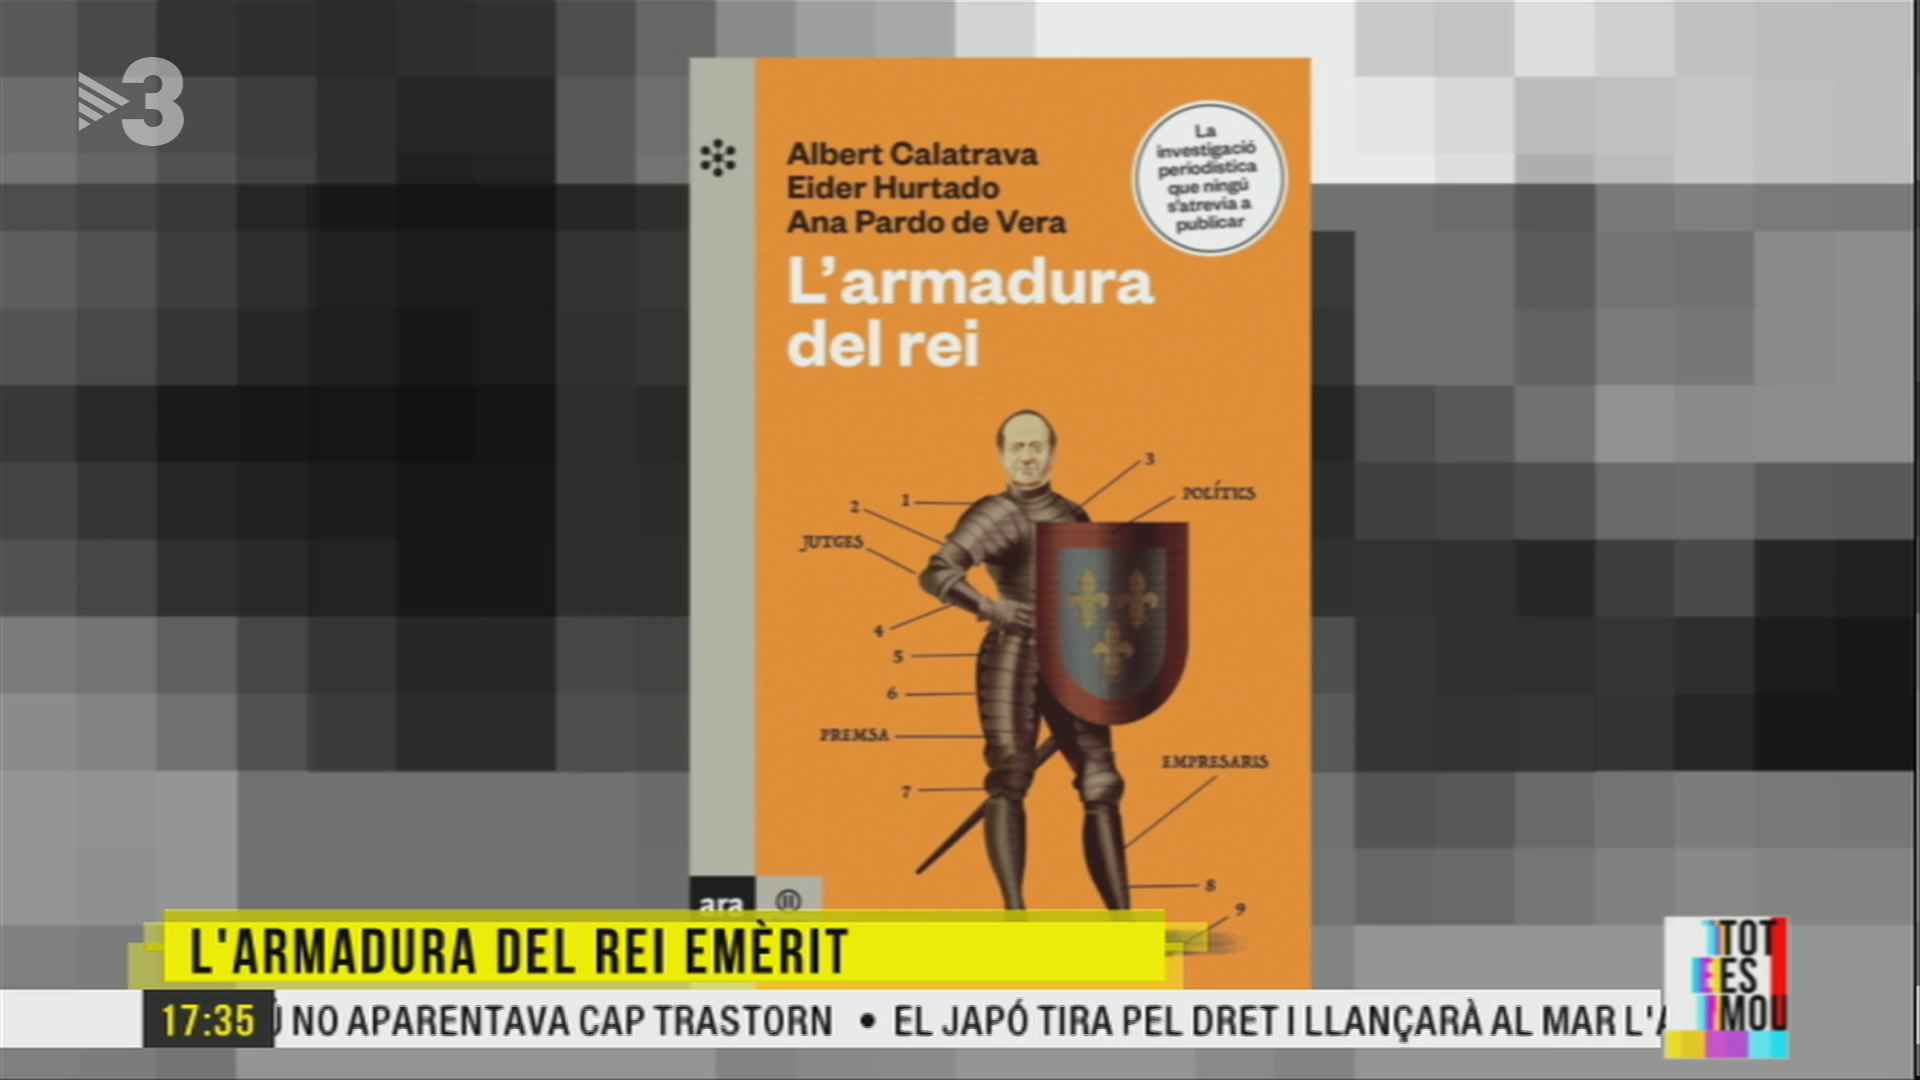 3
Albert Calatrava
Eider Hurtado
Ana Pardo de Vera
La
investigació
periodística
que ningú
s'atrevia a
publicar
L'armadura
del rei
3
POLÍTICS
1
2
JUTGES
4
5
6
PREMSA
EMPRESARIS
7
8
9
ara
L'ARMADURA DEL REI EMÈRIT
17:35
NO APARENTAVA CAP TRASTORN • EL JAPÓ TIRA PEL DRET I LLANÇARÀ AL MAR
TOT
ES
MOU